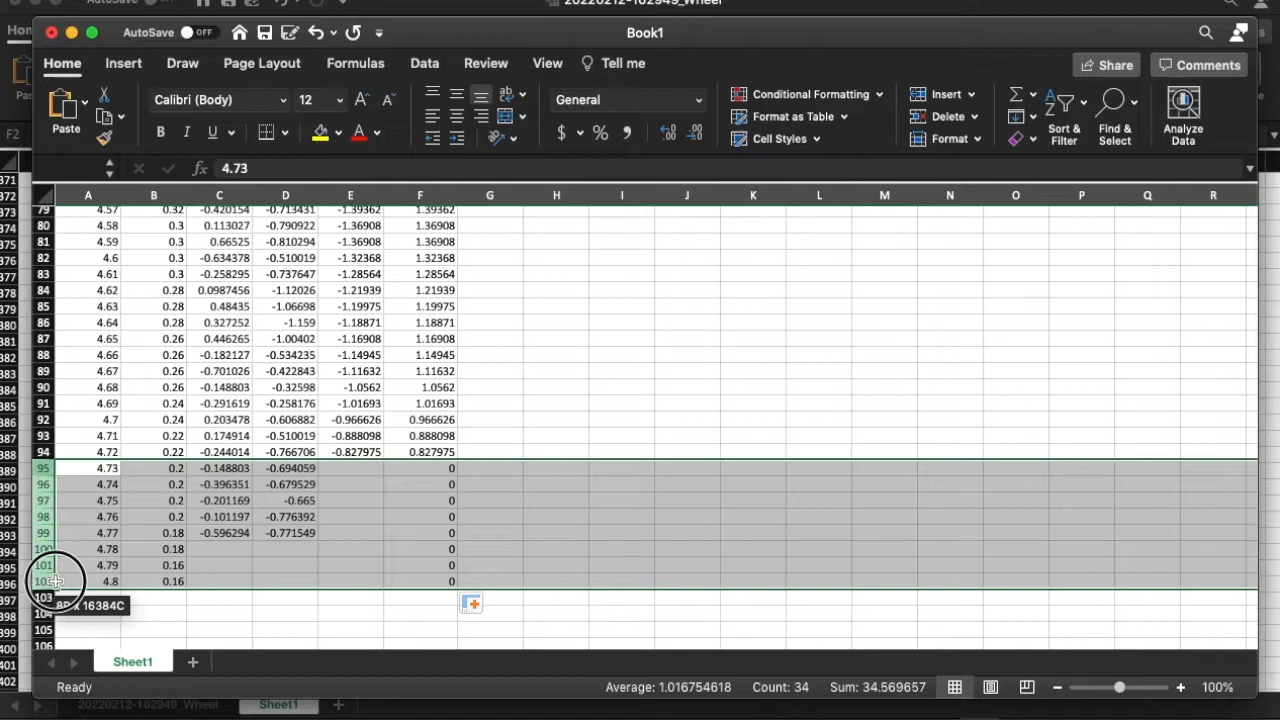 AutoSave OFF
20220212-162949_Wheel
AutoSave OFF Book1
Home Insert Draw Page Layout Formulas Data Review View Tell me Share Comments
Paste Calibri (Body) 12 General Conditional Formatting Format as Table Cell Styles Insert Delete Format Sort & Filter Find & Select Analyze Data
F2
fx 4.73
A B C D E F G H I J K L M N O P Q R
79 4.57 0.32 -0.420154 -0.713431 -1.39362 1.39362
80 4.58 0.3 0.113027 -0.790922 -1.36908 1.36908
81 4.59 0.3 0.66525 -0.810294 -1.36908 1.36908
82 4.6 0.3 -0.634378 -0.510019 -1.32368 1.32368
83 4.61 0.3 -0.258295 -0.737647 -1.28564 1.28564
84 4.62 0.28 0.0987456 -1.12026 -1.21939 1.21939
85 4.63 0.28 0.48435 -1.06698 -1.19975 1.19975
86 4.64 0.28 0.327252 -1.159 -1.18871 1.18871
87 4.65 0.26 0.446265 -1.00402 -1.16908 1.16908
88 4.66 0.26 -0.182127 -0.534235 -1.14945 1.14945
89 4.67 0.26 -0.701026 -0.422843 -1.11632 1.11632
90 4.68 0.26 -0.148803 -0.32598 -1.0562 1.0562
91 4.69 0.24 -0.291619 -0.258176 -1.01693 1.01693
92 4.7 0.24 0.203478 -0.606882 -0.966626 0.966626
93 4.71 0.22 0.174914 -0.510019 -0.888098 0.888098
94 4.72 0.22 -0.244014 -0.766706 -0.827975 0.827975
95 4.73 0.2 -0.148803 -0.694059 0
96 4.74 0.2 -0.396351 -0.679529 0
97 4.75 0.2 -0.201169 -0.665 0
98 4.76 0.2 -0.101197 -0.776392 0
99 4.77 0.18 -0.596294 -0.771549 0
100 4.78 0.18 0
101 4.79 0.16 0
102 4.8 0.16 0
103
8R x 16384C
104
105
106
Sheet1
Ready Average: 1.016754618 Count: 34 Sum: 34.569657 100%
20220212-162949_Wheel Sheet1